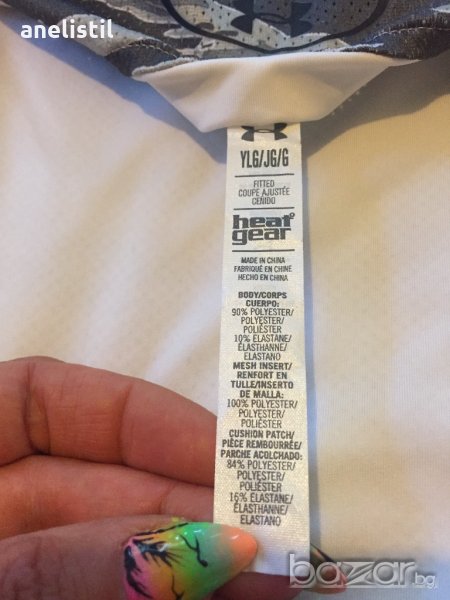 anelistil
YLG/JG/G
FITTED
COUPE AJUSTÉE
CEÑIDO
heat
gear
MADE IN CHINA
FABRIQUÉ EN CHINE
HECHO EN CHINA
BODY/CORPS
CUERPO:
90% POLYESTER/
POLYESTER/
POLIÉSTER
10% ELASTANE/
ÉLASTHANNE/
ELASTANO
MESH INSERT/
RENFORT EN
TULLE/INSERTO
DE MALLA:
100% POLYESTER/
POLYESTER/
POLIÉSTER
CUSHION PATCH/
PIÈCE REMBOURRÉE/
PARCHE ACOLCHADO:
84% POLYESTER/
POLYESTER/
POLIÉSTER
16% ELASTANE/
ÉLASTHANNE/
ELASTANO
bazar.bg